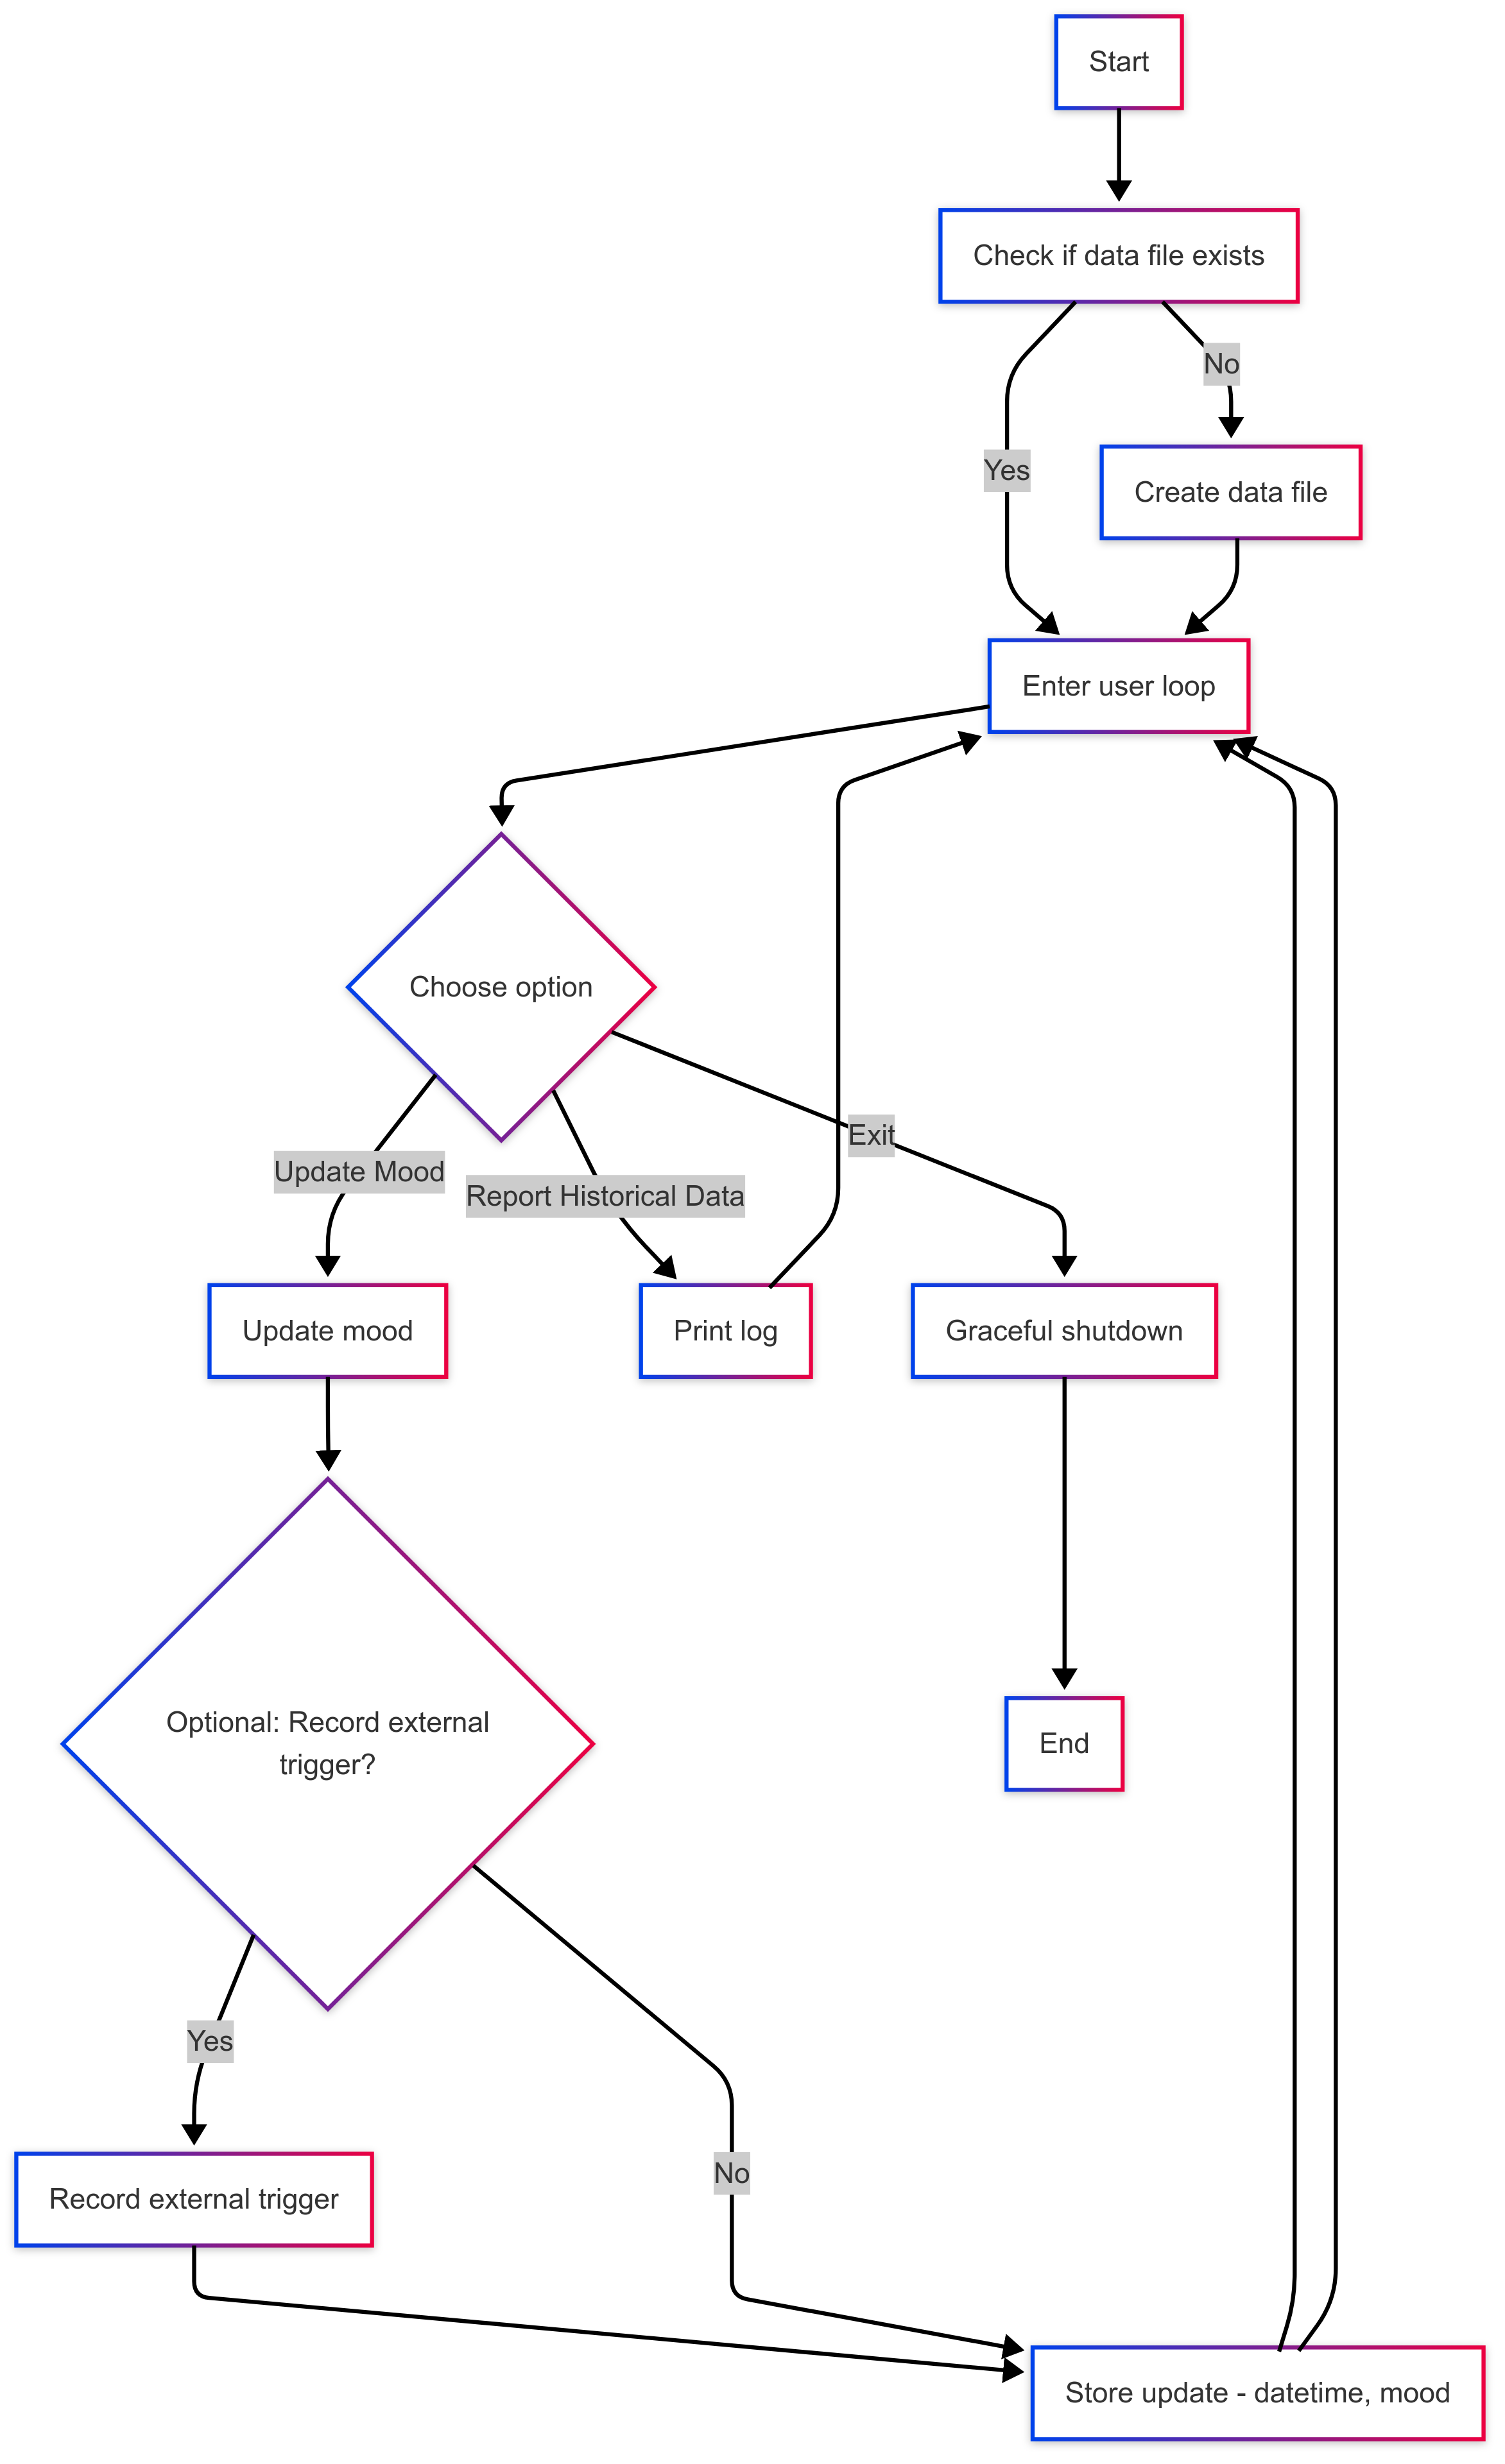 Start
Check if data file exists
No
Yes
Create data file
Enter user loop
Choose option
Exit
Update Mood
Report Historical Data
Update mood
Print log
Graceful shutdown
Optional: Record external
trigger?
End
Yes
No
Record external trigger
Store update - datetime, mood